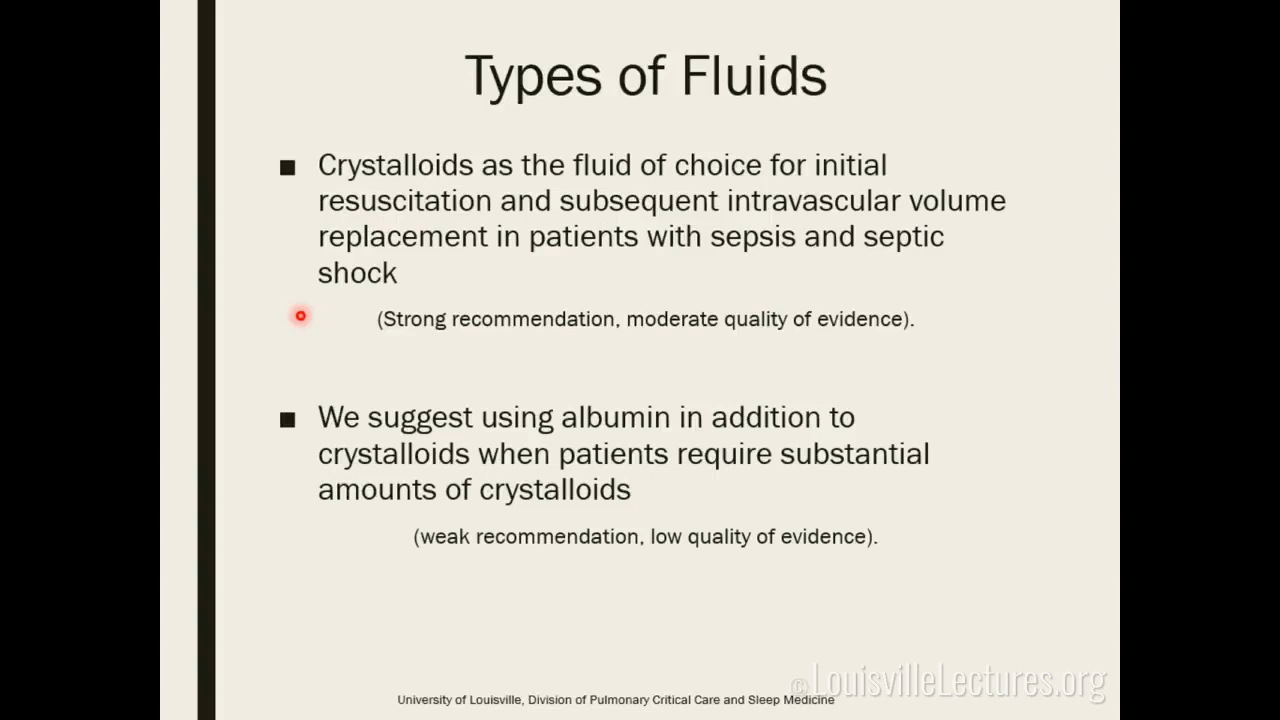 Types of Fluids
■ Crystalloids as the fluid of choice for initial
resuscitation and subsequent intravascular volume
replacement in patients with sepsis and septic
shock
(Strong recommendation, moderate quality of evidence).
■ We suggest using albumin in addition to
crystalloids when patients require substantial
amounts of crystalloids
(weak recommendation, low quality of evidence).
©LouisvilleLectures.org
University of Louisville, Division of Pulmonary Critical Care and Sleep Medicine